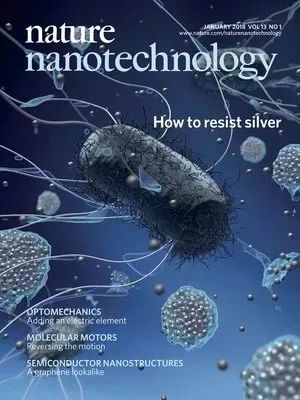 nature
nanotechnology
JANUARY 2018 VOL 13 NO 1
www.nature.com/naturenanotechnology
How to resist silver
OPTOMECHANICS
Adding an electric element
MOLECULAR MOTORS
Reversing the motion
SEMICONDUCTOR NANOSTRUCTURES
A graphene lookalike